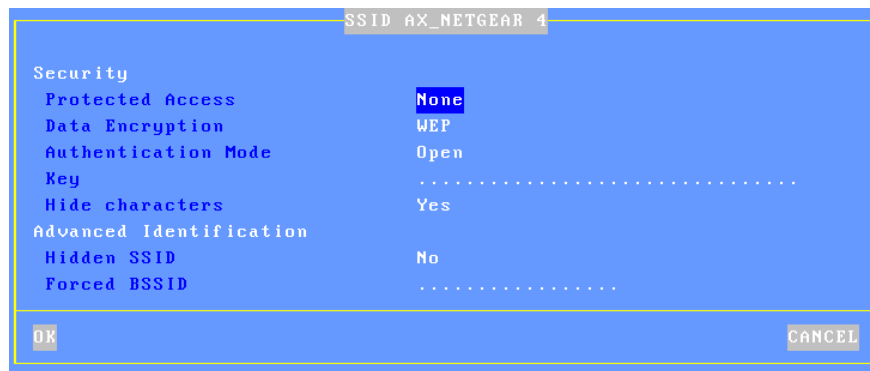 SSID AX_NETGEAR 4
Security
Protected Access None
Data Encryption WEP
Authentication Mode Open
Key ................................
Hide characters Yes
Advanced Identification
Hidden SSID No
Forced BSSID .................
OK CANCEL